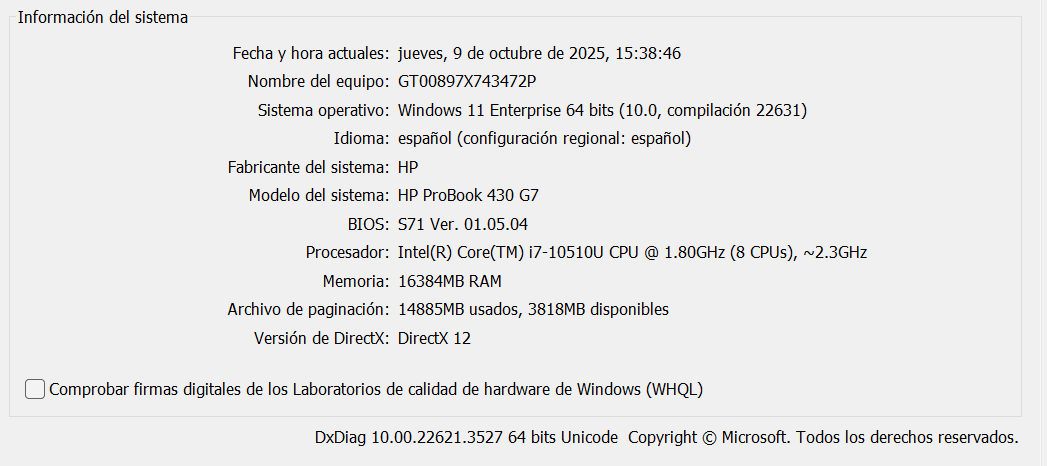 Información del sistema
Fecha y hora actuales: jueves, 9 de octubre de 2025, 15:38:46
Nombre del equipo: GT00897X743472P
Sistema operativo: Windows 11 Enterprise 64 bits (10.0, compilación 22631)
Idioma: español (configuración regional: español)
Fabricante del sistema: HP
Modelo del sistema: HP ProBook 430 G7
BIOS: S71 Ver. 01.05.04
Procesador: Intel(R) Core(TM) i7-10510U CPU @ 1.80GHz (8 CPUs), ~2.3GHz
Memoria: 16384MB RAM
Archivo de paginación: 14885MB usados, 3818MB disponibles
Versión de DirectX: DirectX 12
Comprobar firmas digitales de los Laboratorios de calidad de hardware de Windows (WHQL)
DxDiag 10.00.22621.3527 64 bits Unicode  Copyright © Microsoft. Todos los derechos reservados.